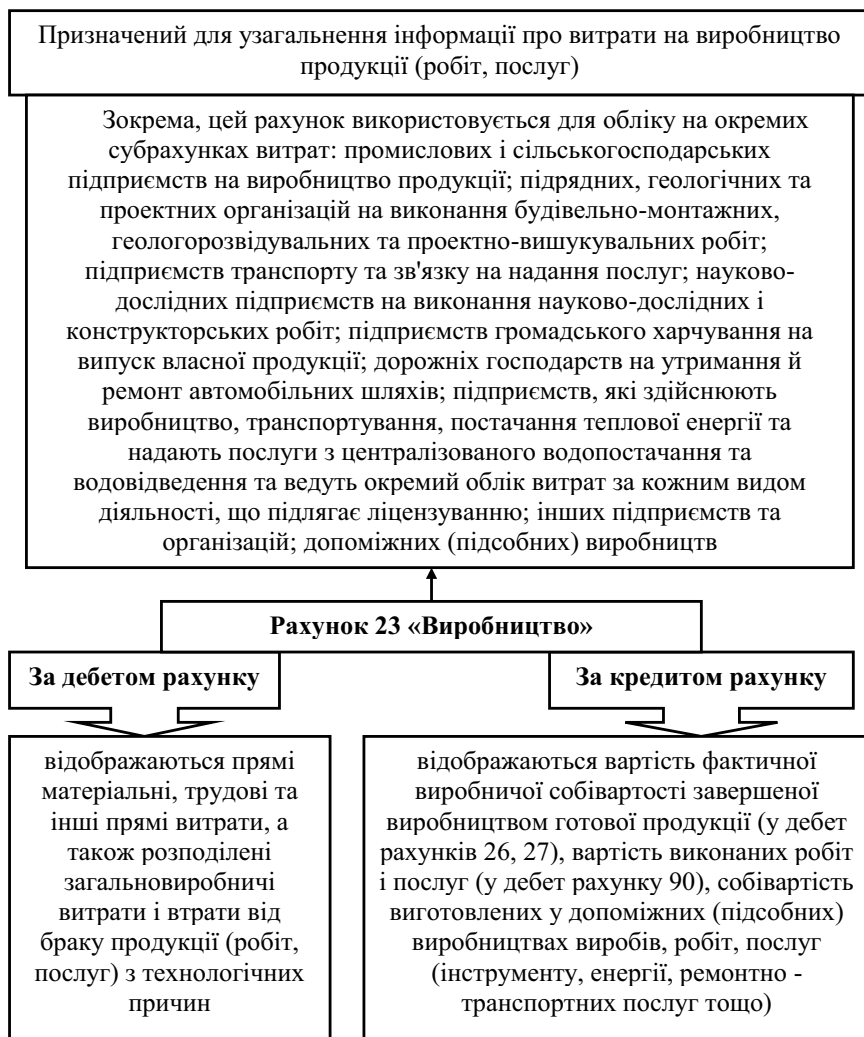 Призначений для узагальнення інформації про витрати на виробництво
продукції (робіт, послуг)
Зокрема, цей рахунок використовується для обліку на окремих
субрахунках витрат: промислових і сільськогосподарських
підприємств на виробництво продукції; підрядних, геологічних та
проектних організацій на виконання будівельно-монтажних,
геологорозвідувальних та проектно-вишукувальних робіт;
підприємств транспорту та зв'язку на надання послуг; науково-
дослідних підприємств на виконання науково-дослідних і
конструкторських робіт; підприємств громадського харчування на
випуск власної продукції; дорожніх господарств на утримання й
ремонт автомобільних шляхів; підприємств, які здійснюють
виробництво, транспортування, постачання теплової енергії та
надають послуги з централізованого водопостачання та
водовідведення та ведуть окремий облік витрат за кожним видом
діяльності, що підлягає ліцензуванню; інших підприємств та
організацій; допоміжних (підсобних) виробництв
Рахунок 23 «Виробництво»
За дебетом рахунку
відображаються прямі
матеріальні, трудові та
інші прямі витрати, а
також розподілені
загальновиробничі
витрати і втрати від
браку продукції (робіт,
послуг) з технологічних
причин
За кредитом рахунку
відображаються вартість фактичної
виробничої собівартості завершеної
виробництвом готової продукції (у дебет
рахунків 26, 27), вартість виконаних робіт
і послуг (у дебет рахунку 90), собівартість
виготовлених у допоміжних (підсобних)
виробництвах виробів, робіт, послуг
(інструменту, енергії, ремонтно -
транспортних послуг тощо)